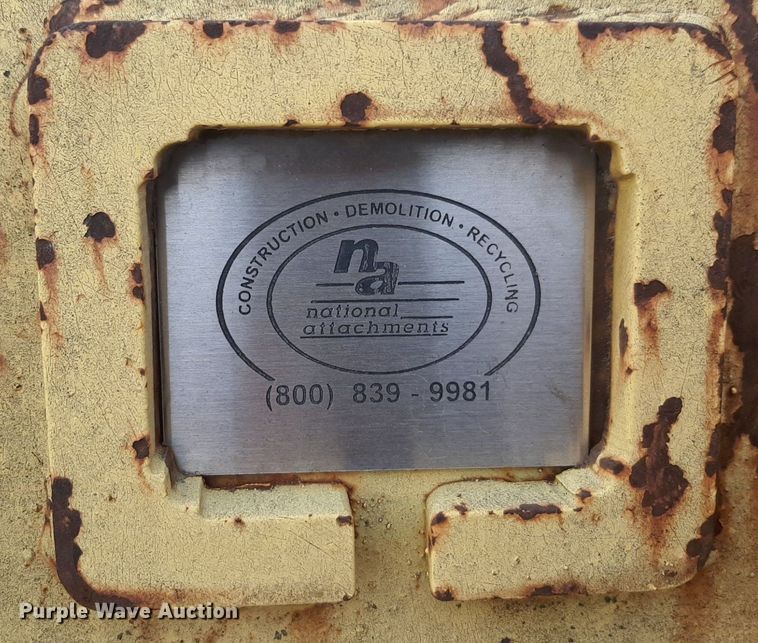 CONSTRUCTION · DEMOLITION · RECYCLING
na
national
attachments
(800) 839 - 9981
Purple Wave Auction